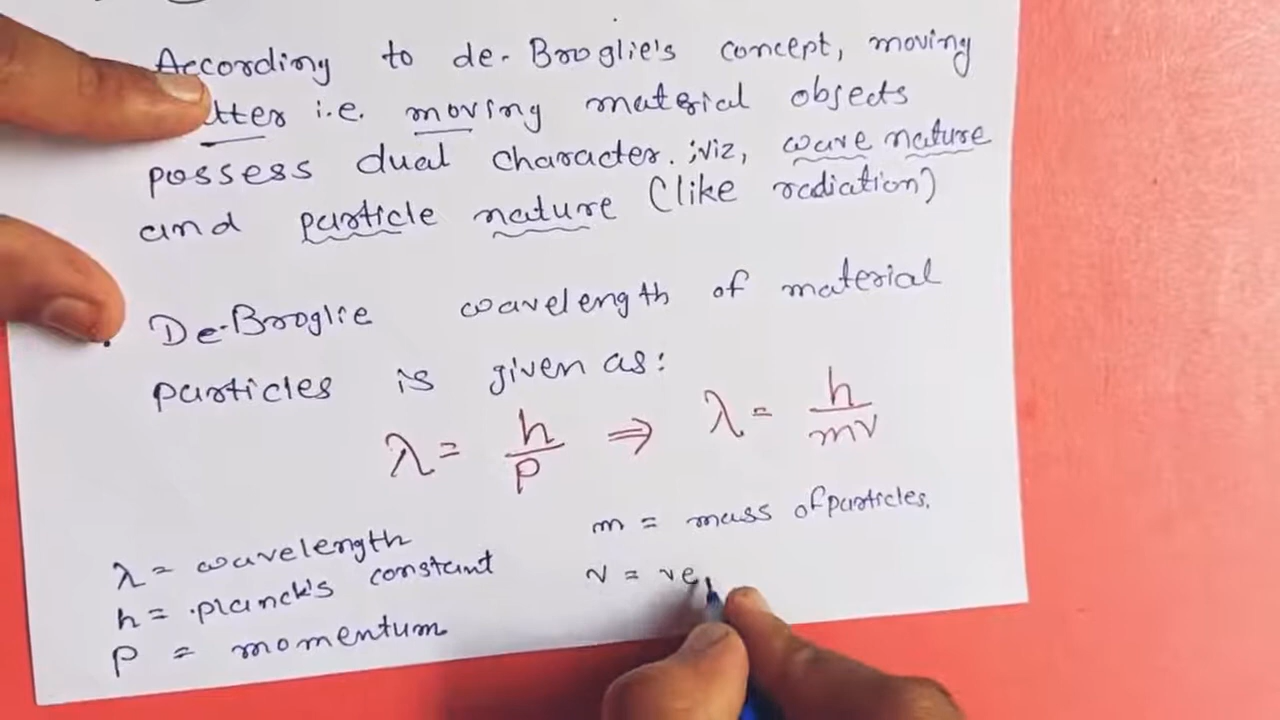 According to de-Broglie's concept, moving
tter i.e. moving material objects
possess dual character. ;viz, wave nature
and particle nature (like radiation)
De-Broglie wavelength of material
particles is given as:
λ = h/p ⇒ λ = h/mv
λ = wavelength
h = planck's constant
p = momentum
m = mass of particles.
v = ve